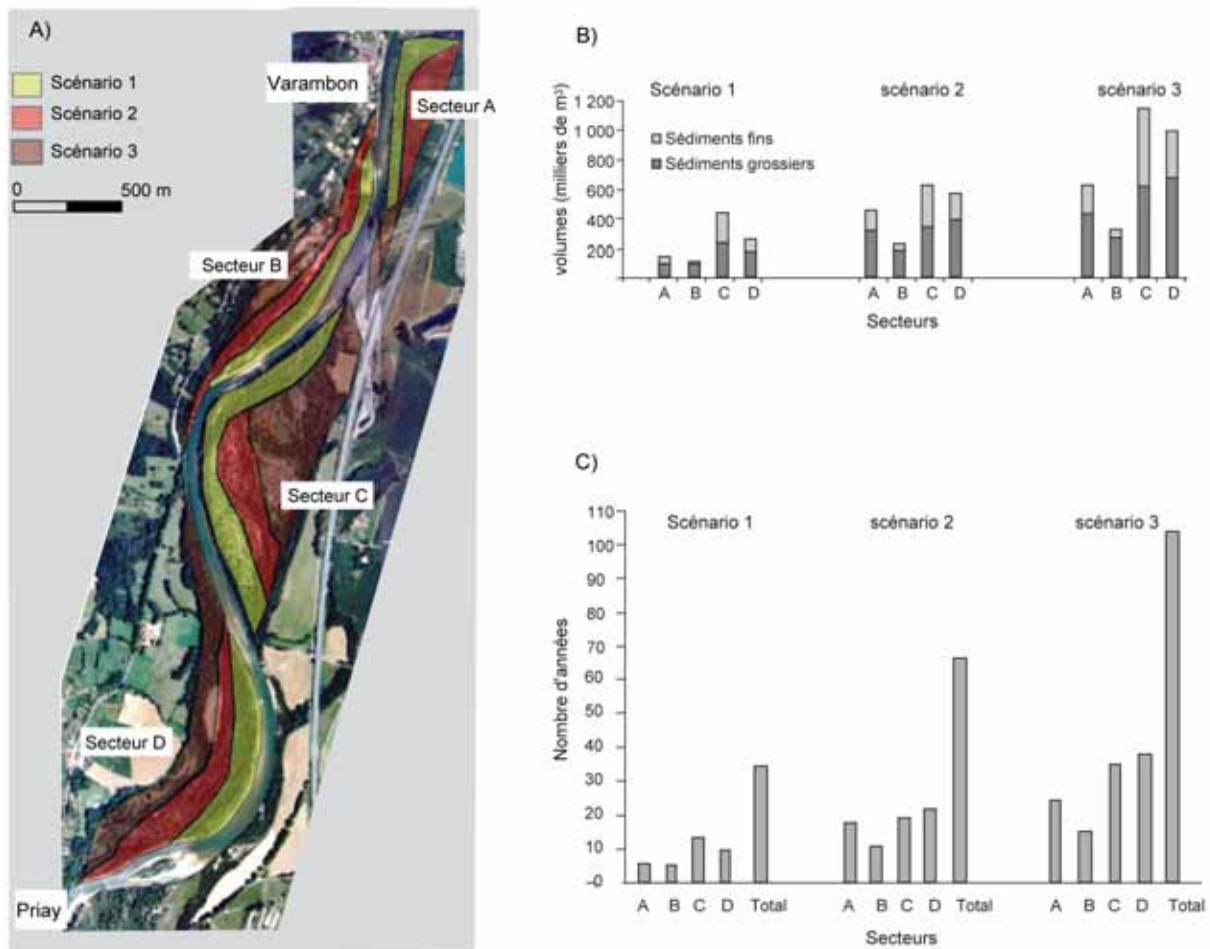 A)
Scénario 1
Scénario 2
Scénario 3
0 500 m
Varambon
Secteur A
Secteur B
Secteur C
Secteur D
Priay
B)
Scénario 1 scénario 2 scénario 3
Sédiments fins
Sédiments grossiers
volumes (milliers de m³)
1 200
1 000
800
600
400
200
A B C D A B C D A B C D
Secteurs
C)
Scénario 1 scénario 2 scénario 3
Nombre d'années
110
100
90
80
70
60
50
40
30
20
10
-0
A B C D Total A B C D Total A B C D Total
Secteurs